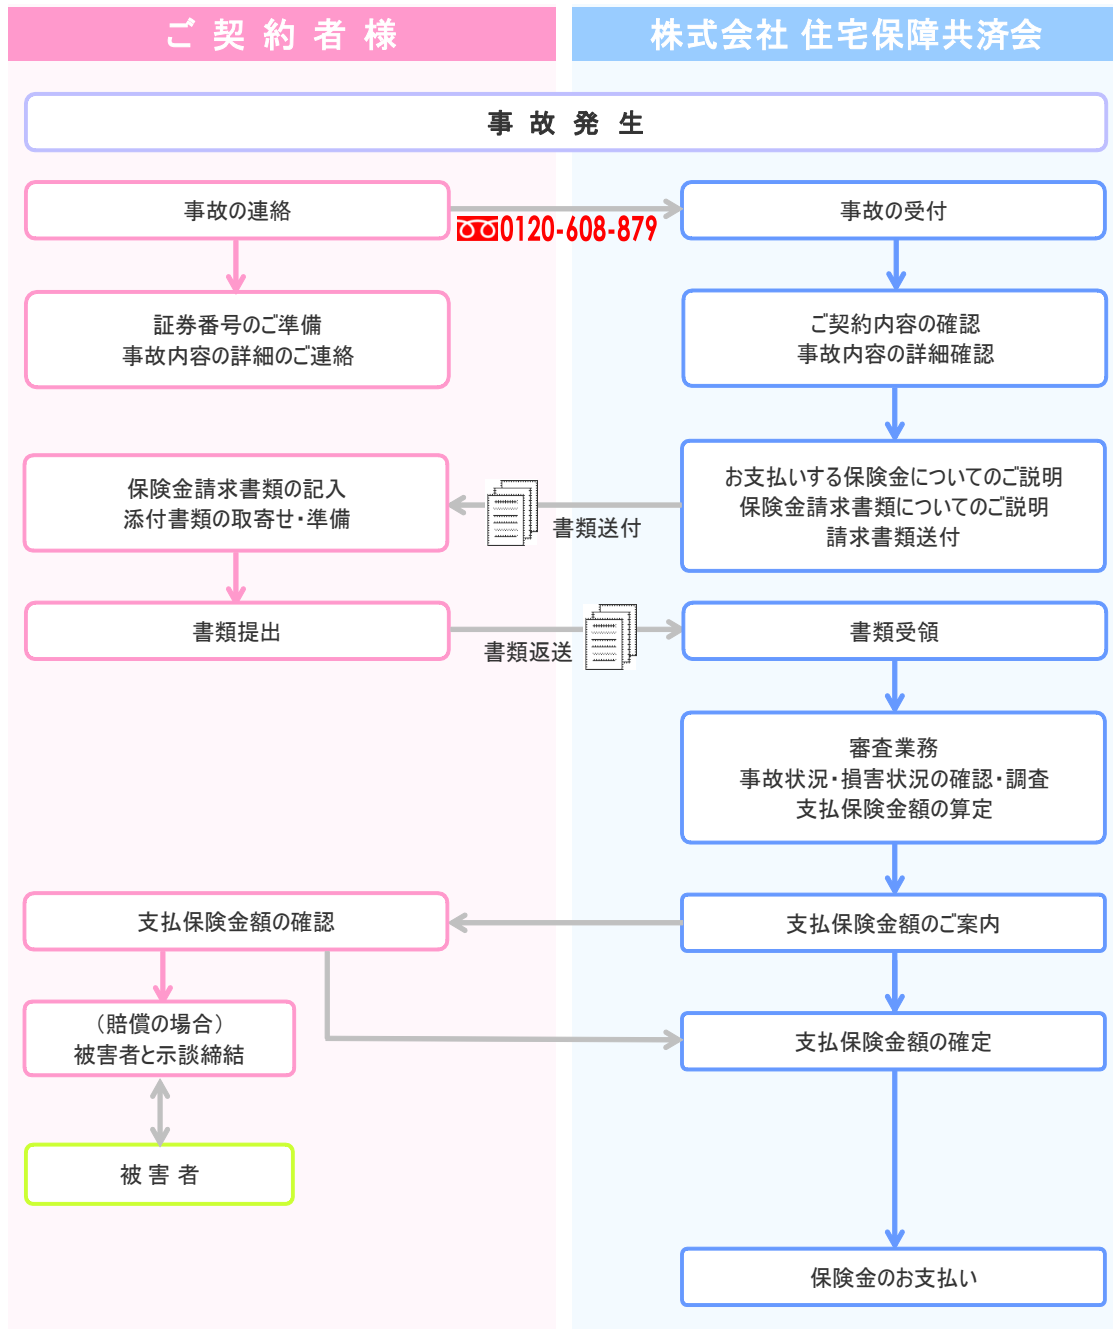 ご契約者様
株式会社 住宅保障共済会
事故発生
事故の連絡
0120-608-879
事故の受付
証券番号のご準備
事故内容の詳細のご連絡
ご契約内容の確認
事故内容の詳細確認
お支払いする保険金についてのご説明
保険金請求書類についてのご説明
請求書類送付
書類送付
保険金請求書類の記入
添付書類の取寄せ・準備
書類提出
書類返送
書類受領
審査業務
事故状況・損害状況の確認・調査
支払保険金額の算定
支払保険金額のご案内
支払保険金額の確認
(賠償の場合)
被害者と示談締結
支払保険金額の確定
被害者
保険金のお支払い